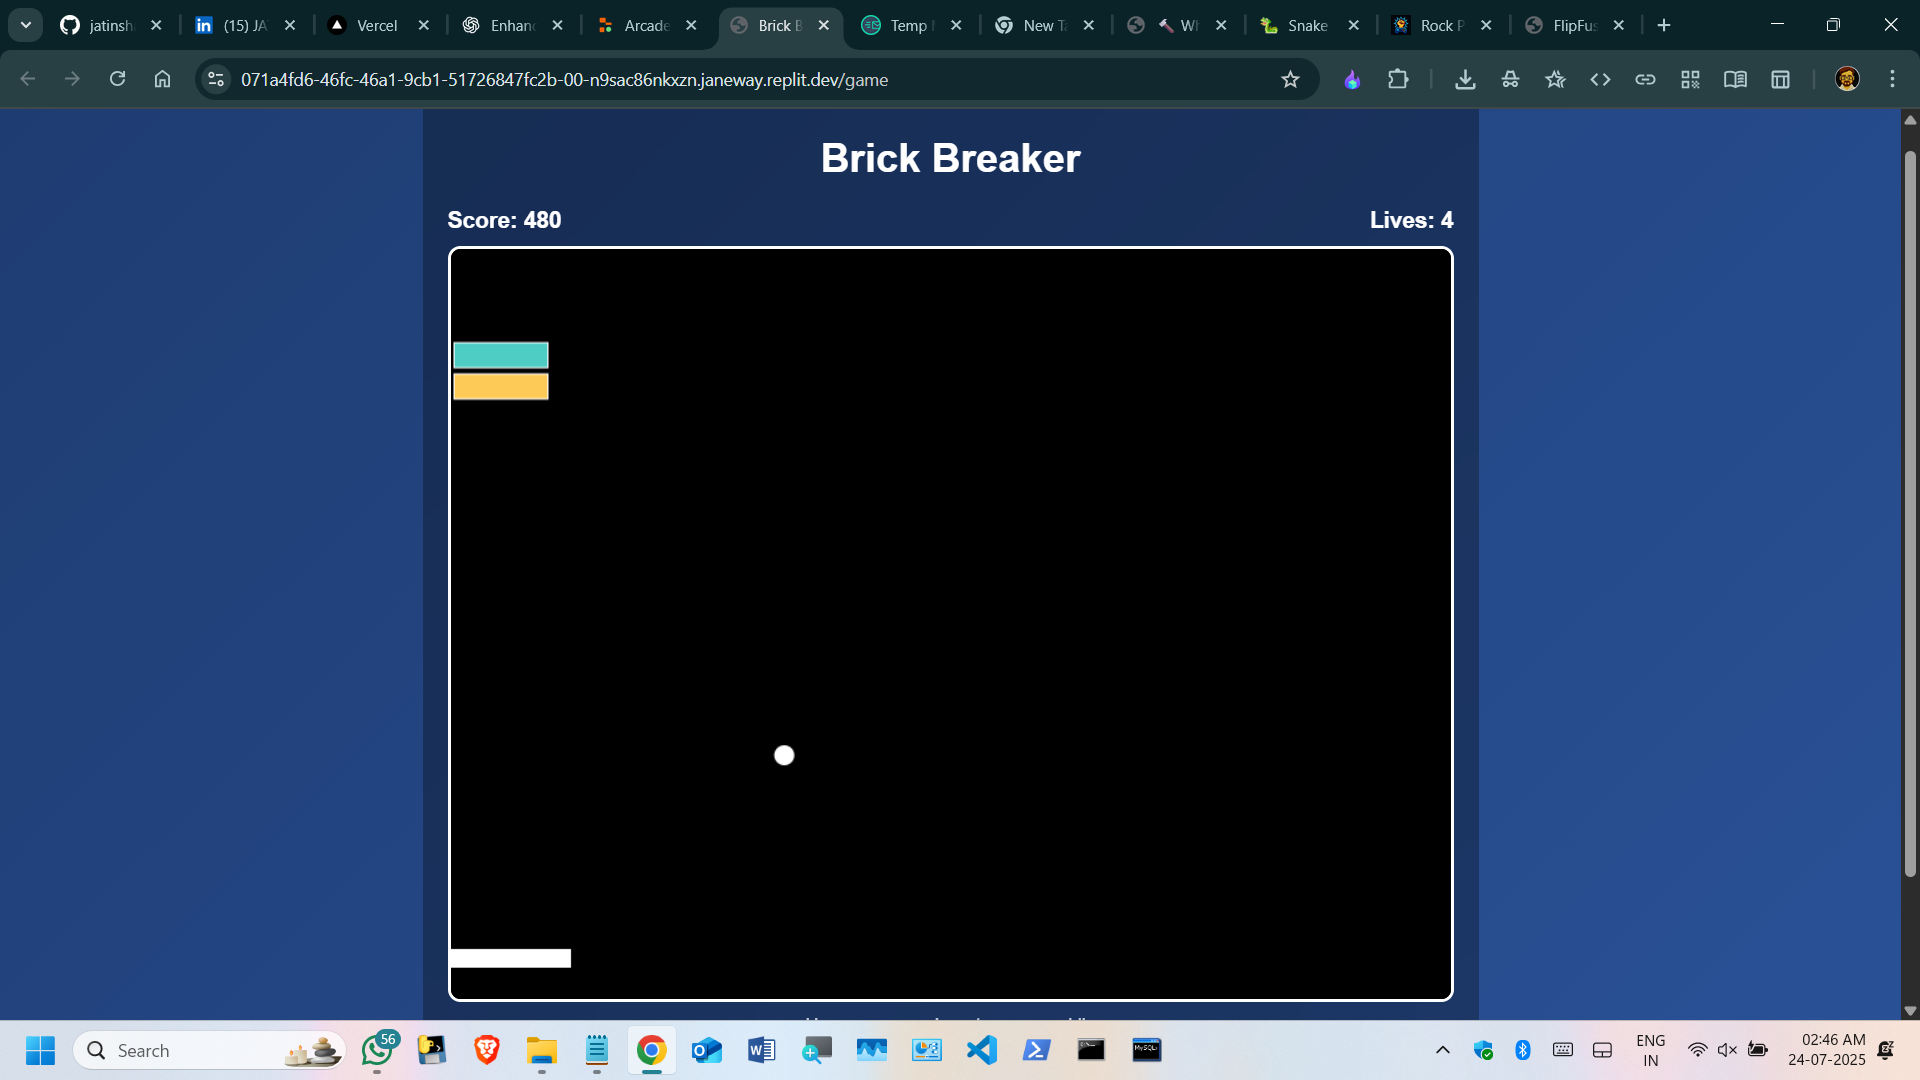 jatinsh
(15) JA
Vercel
Enhanc
Arcade
Brick B
Temp
New Ta
Wh
Snake
Rock P
FlipFus
071a4fd6-46fc-46a1-9cb1-51726847fc2b-00-n9sac86nkxzn.janeway.replit.dev/game
Brick Breaker
Score: 480
Lives: 4
Search
56
ENG
IN
02:46 AM
24-07-2025